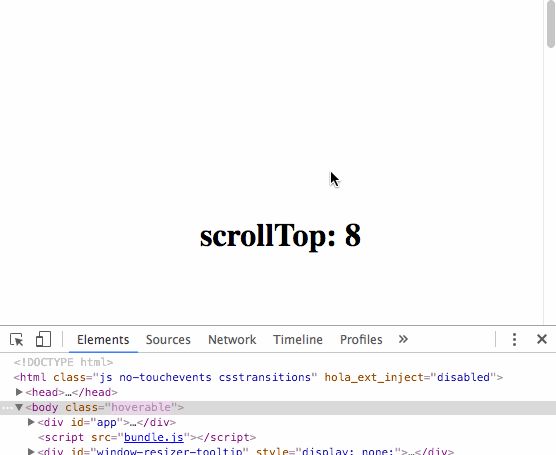 scrollTop: 8
Elements Sources Network Timeline Profiles »
<!DOCTYPE html>
<html class="js no-touchevents csstransitions" hola_ext_inject="disabled">
▶<head>…</head>
…▼<body class="hoverable">
▶<div id="app">…</div>
<script src="bundle.js"></script>
▶<div id="window-resizer-tooltip" style="display: none;">…</div>